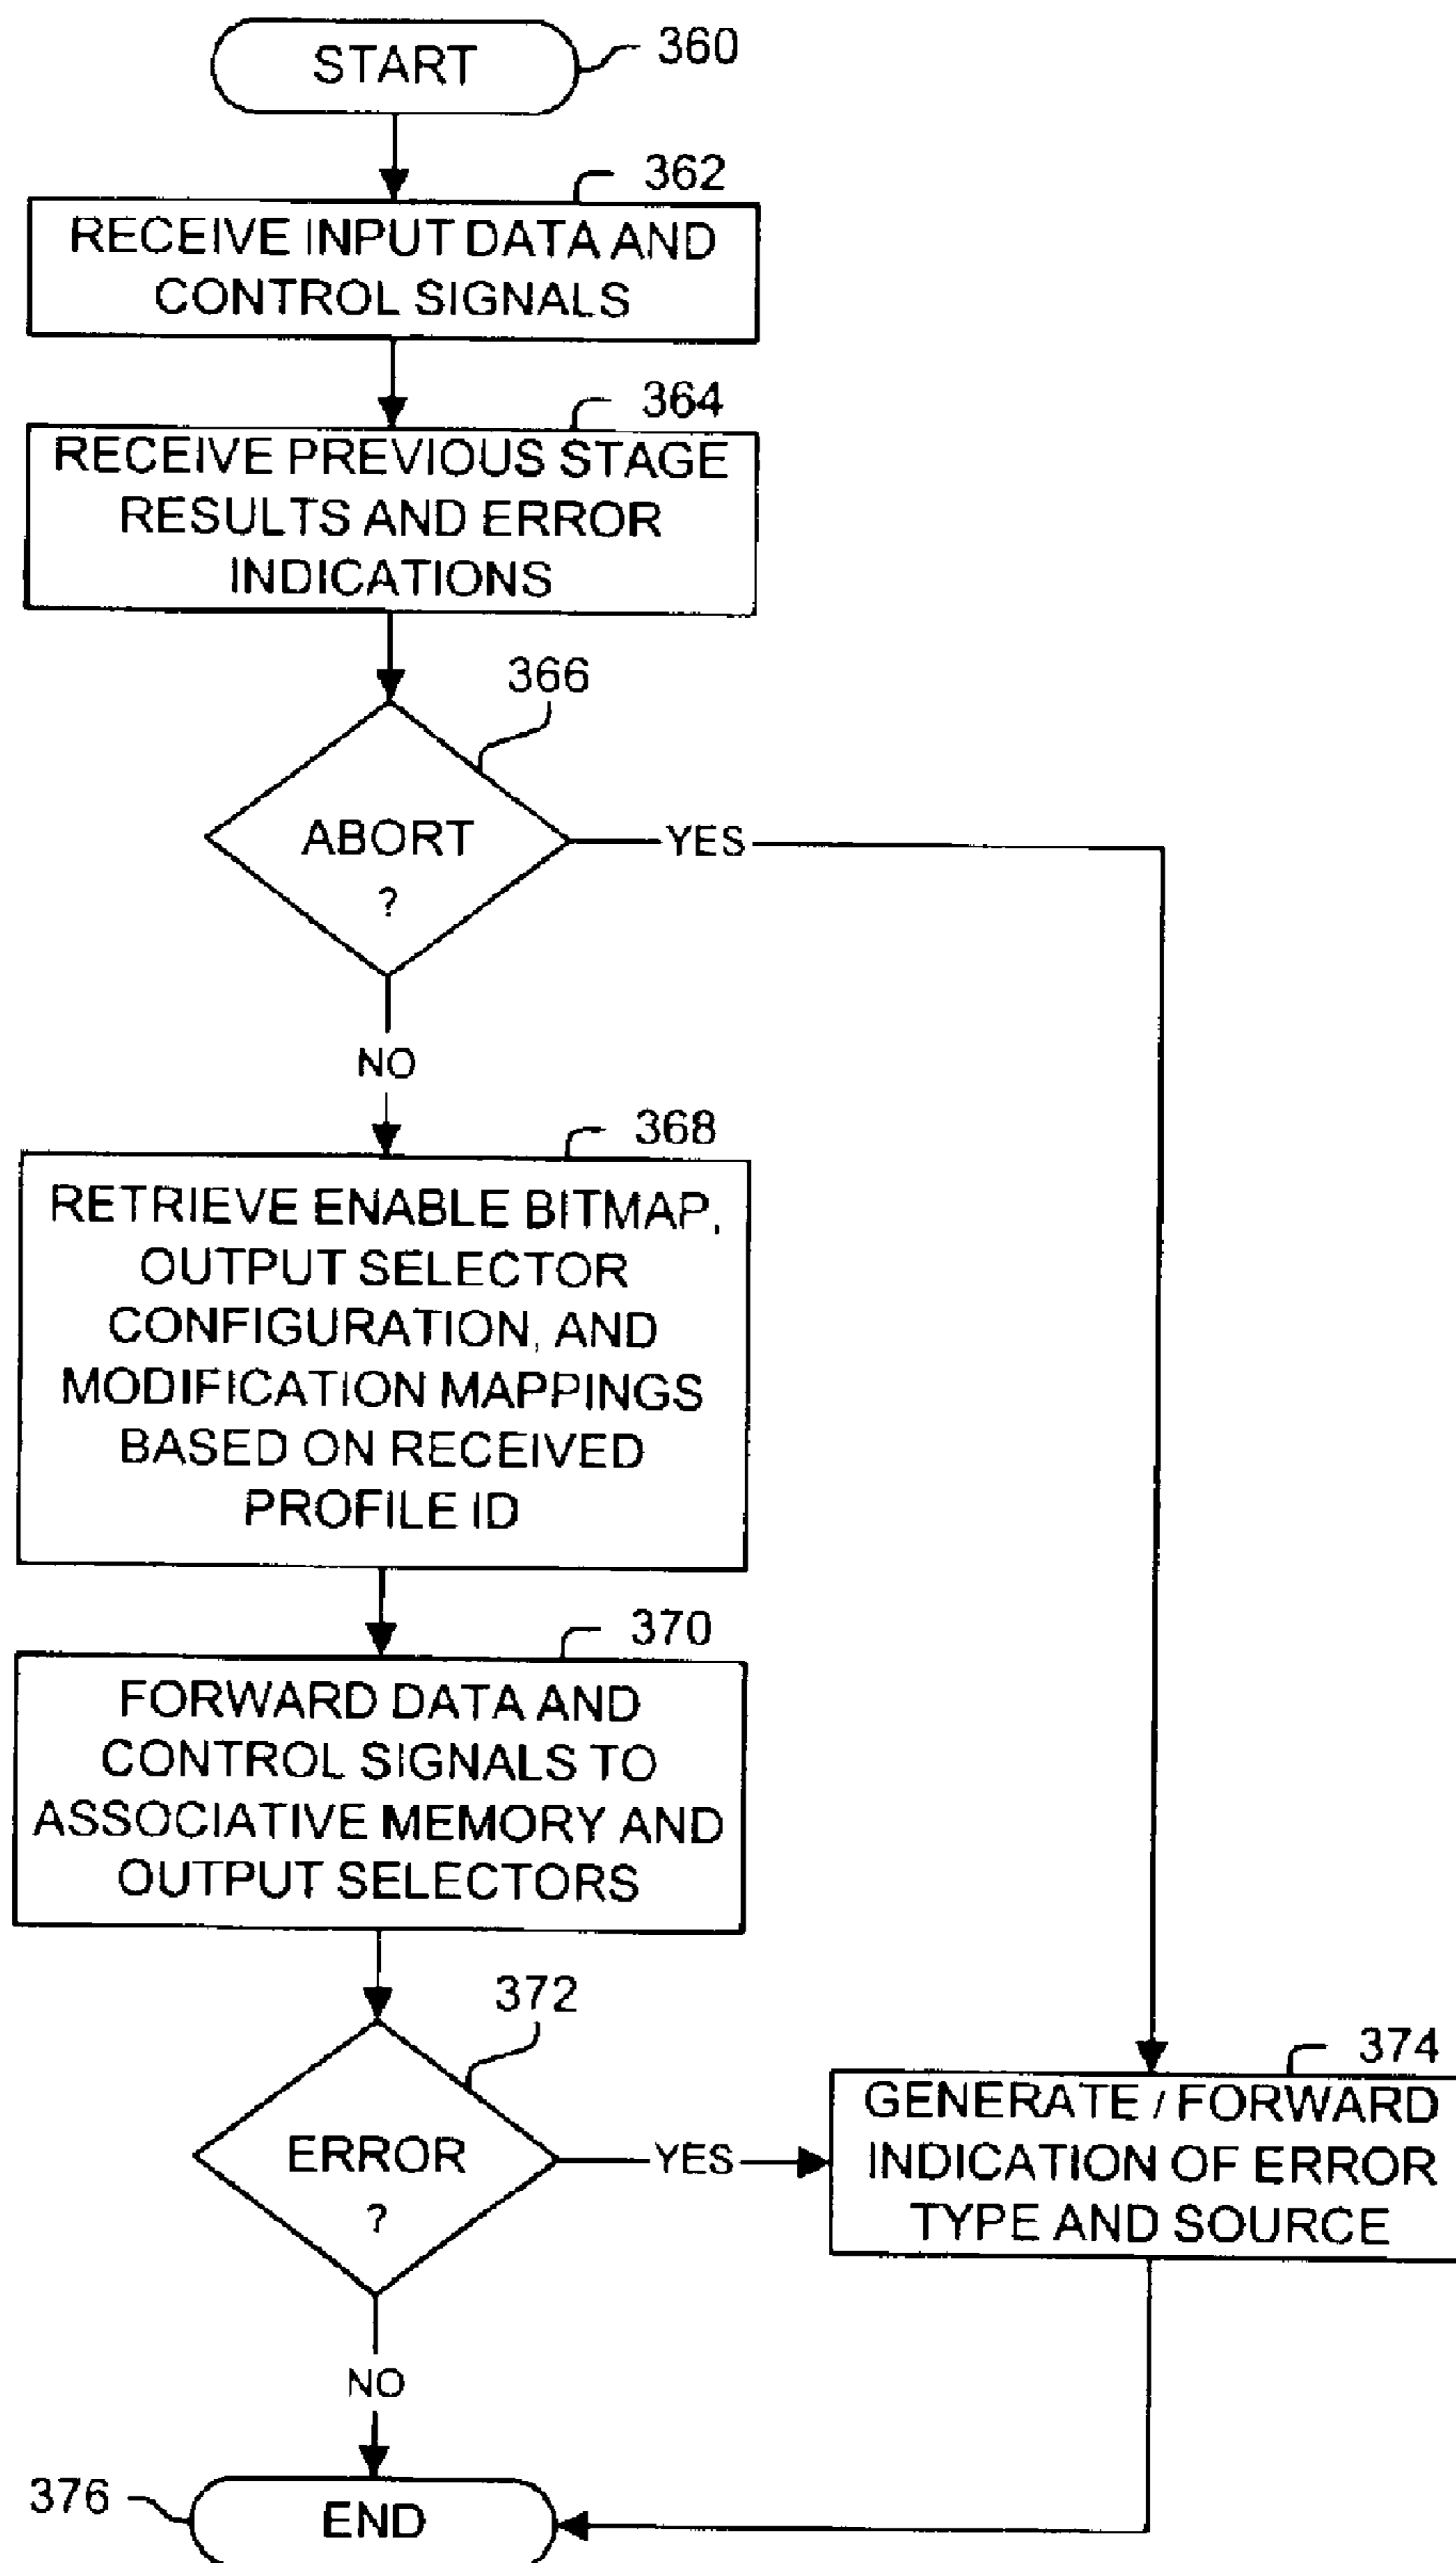 START
360
362
RECEIVE INPUT DATA AND
CONTROL SIGNALS
364
RECEIVE PREVIOUS STAGE
RESULTS AND ERROR
INDICATIONS
366
ABORT
?
YES
NO
368
RETRIEVE ENABLE BITMAP,
OUTPUT SELECTOR
CONFIGURATION, AND
MODIFICATION MAPPINGS
BASED ON RECEIVED
PROFILE ID
370
FORWARD DATA AND
CONTROL SIGNALS TO
ASSOCIATIVE MEMORY AND
OUTPUT SELECTORS
372
ERROR
?
YES
374
GENERATE / FORWARD
INDICATION OF ERROR
TYPE AND SOURCE
NO
376
END